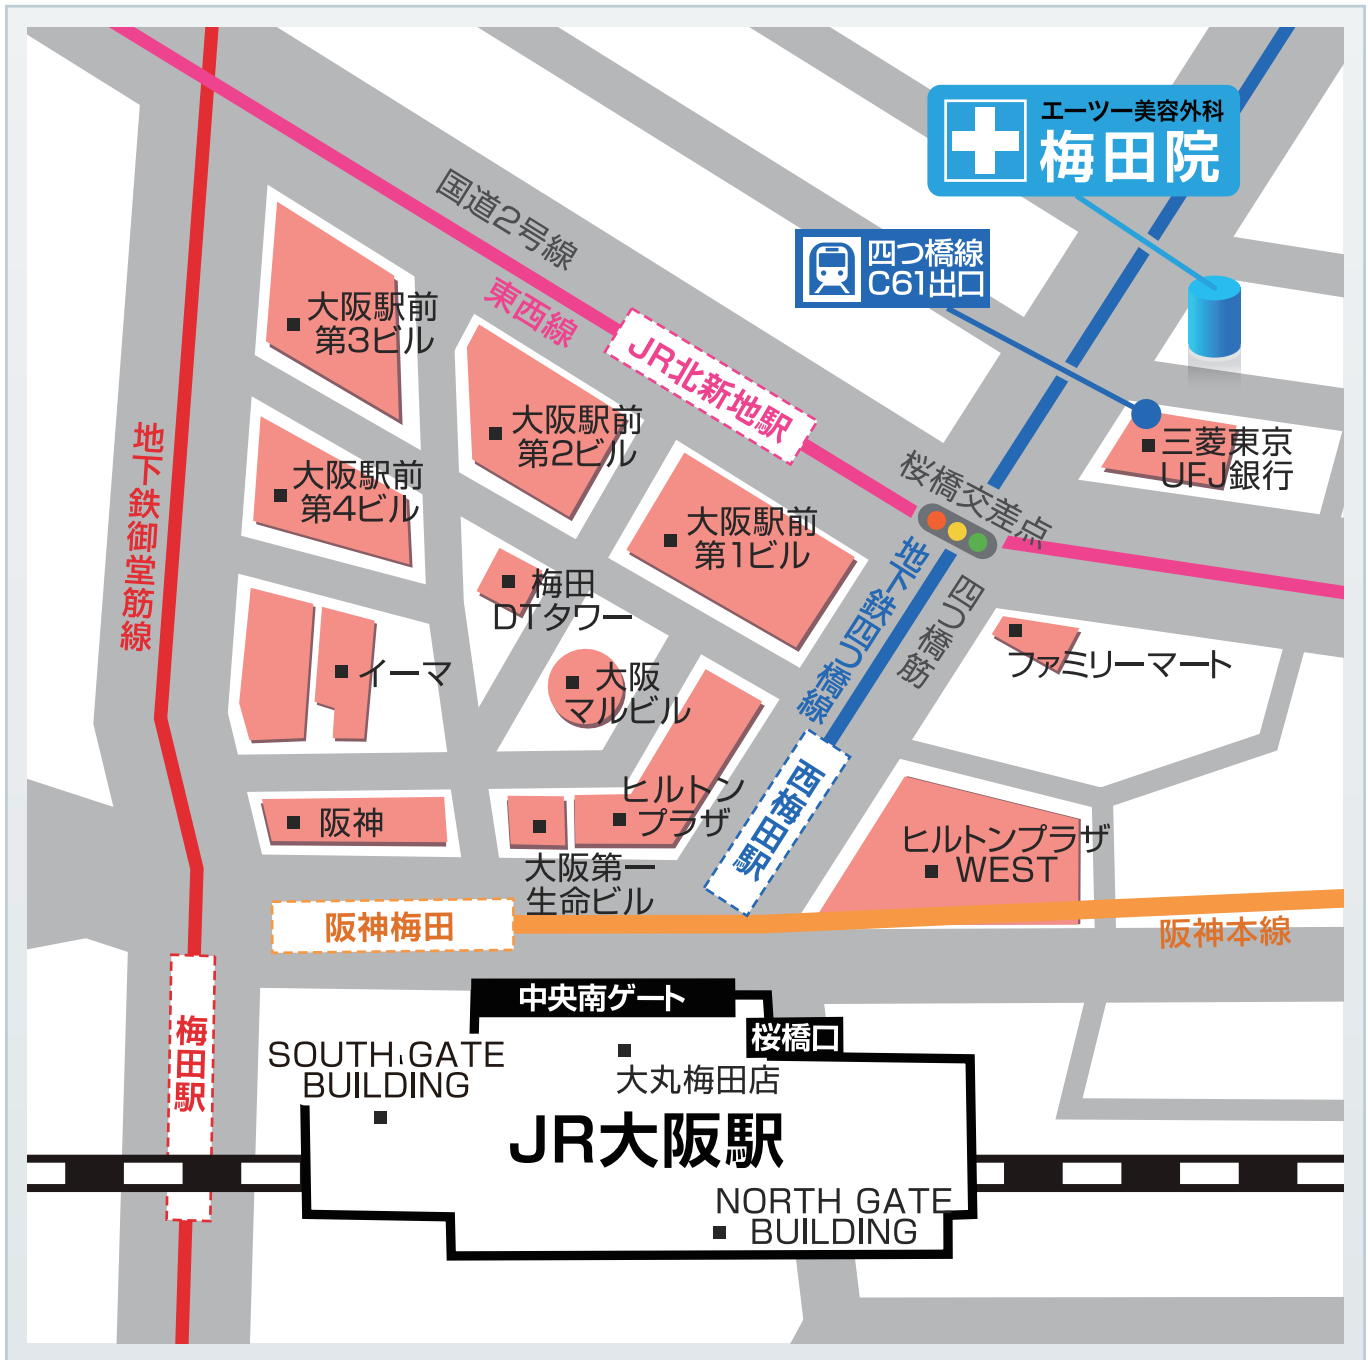 エーツー美容外科
梅田院
国道2号線
四つ橋線
C61出口
東西線
大阪駅前
第3ビル
JR北新地駅
大阪駅前
第2ビル
三菱東京
UFJ銀行
地下鉄御堂筋線
大阪駅前
第4ビル
桜橋交差点
大阪駅前
第1ビル
地下鉄四つ橋線
四つ橋筋
梅田
DTタワー
ファミリーマート
イーマ
大阪
マルビル
西梅田駅
ヒルトン
プラザ
阪神
ヒルトンプラザ
WEST
大阪第一
生命ビル
阪神梅田
阪神本線
中央南ゲート
桜橋口
梅田駅
SOUTH GATE
BUILDING
大丸梅田店
JR大阪駅
NORTH GATE
BUILDING